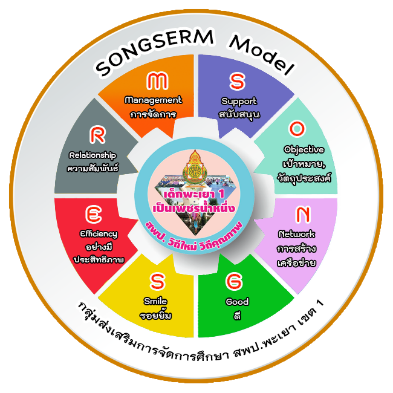 SONGSERM Model
S
Support
สนับสนุน
O
Objective
เป้าหมาย,
วัตถุประสงค์
N
Network
การสร้าง
เครือข่าย
G
Good
ดี
S
Smile
รอยยิ้ม
E
Efficiency
อย่างมี
ประสิทธิภาพ
R
Relationship
ความสัมพันธ์
M
Management
การจัดการ
เด็กพะเยา 1
เป็นเพชรน้ำหนึ่ง
สพป. วิถีใหม่ วิถีคุณภาพ
กลุ่มส่งเสริมการจัดการศึกษา สพป.พะเยา เขต 1